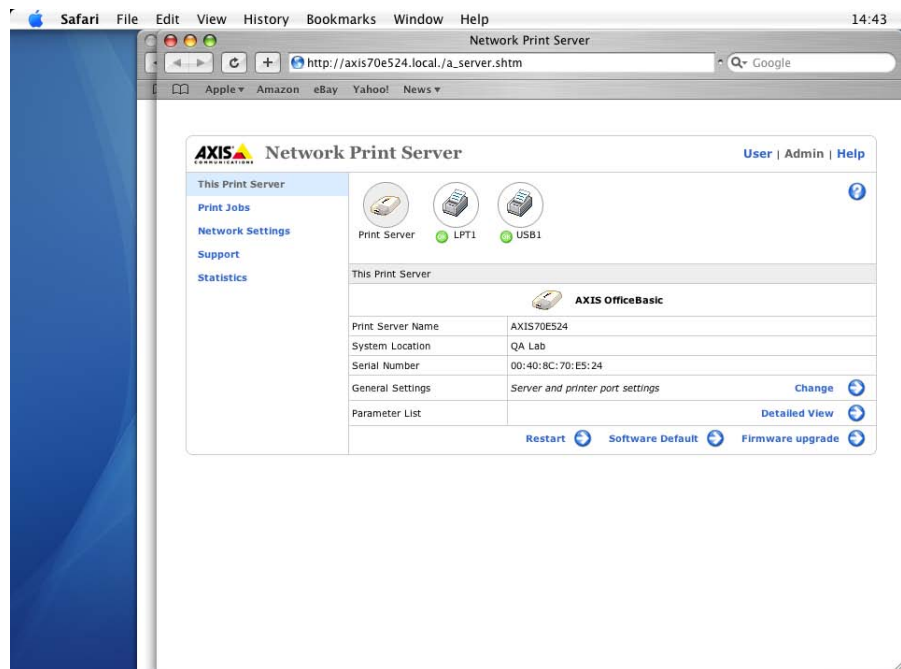 Safari File Edit View History Bookmarks Window Help 14:43
Network Print Server
http://axis70e524.local./a_server.shtm Google
Apple Amazon eBay Yahoo! News
AXIS COMMUNICATIONS Network Print Server User | Admin | Help
This Print Server
Print Jobs
Network Settings
Support
Statistics
Print Server OK LPT1 OK USB1
This Print Server
AXIS OfficeBasic
Print Server Name AXIS70E524
System Location QA Lab
Serial Number 00:40:8C:70:E5:24
General Settings Server and printer port settings Change
Parameter List Detailed View
Restart Software Default Firmware upgrade